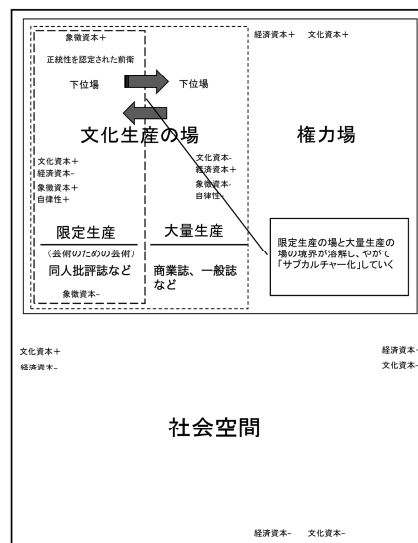 象徴資本+
経済資本+ 文化資本+
正統性を認定された前衛
下位場
下位場
文化生産の場
権力場
文化資本+
経済資本-
象徴資本+
自律性+
文化資本-
経済資本+
象徴資本-
自律性-
限定生産
(芸術のための芸術)
同人批評誌など
象徴資本-
大量生産
商業誌、一般誌
など
限定生産の場と大量生産の
場の境界が溶解し、やがて
「サブカルチャー化」していく
文化資本+
経済資本-
経済資本+
文化資本-
社会空間
経済資本- 文化資本-